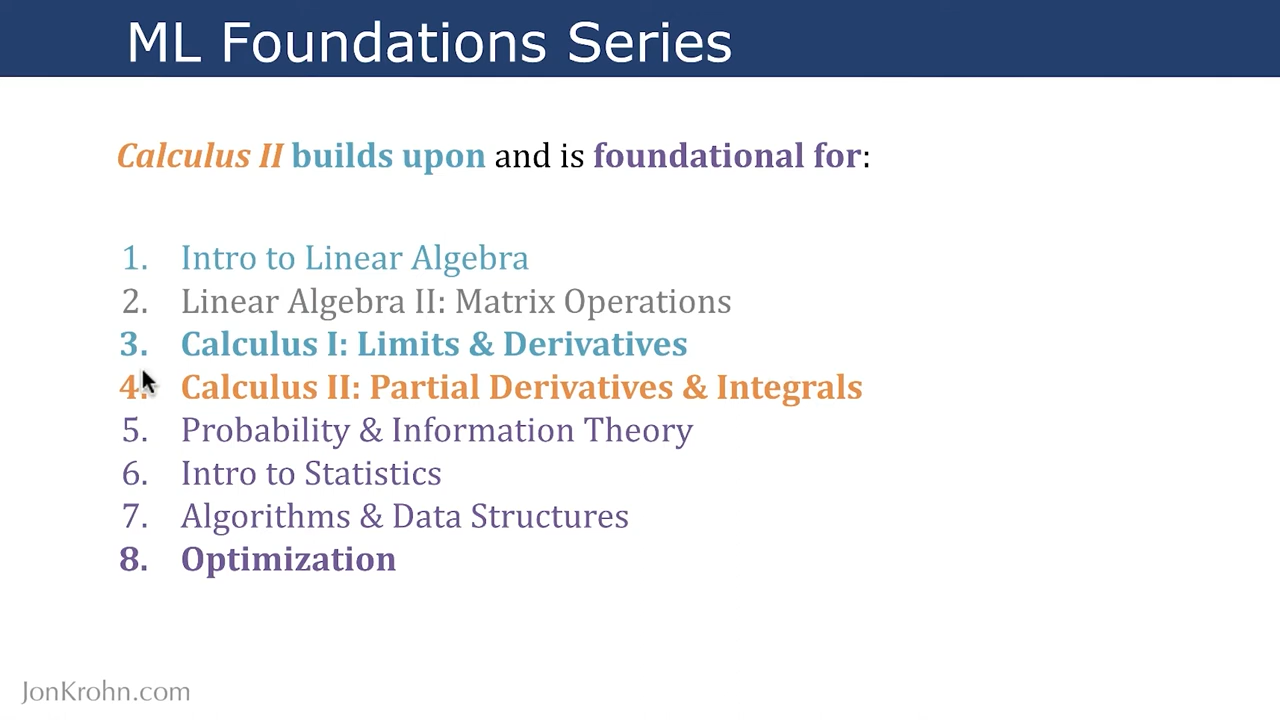 ML Foundations Series
Calculus II builds upon and is foundational for:
1. Intro to Linear Algebra
2. Linear Algebra II: Matrix Operations
3. Calculus I: Limits & Derivatives
4. Calculus II: Partial Derivatives & Integrals
5. Probability & Information Theory
6. Intro to Statistics
7. Algorithms & Data Structures
8. Optimization
JonKrohn.com